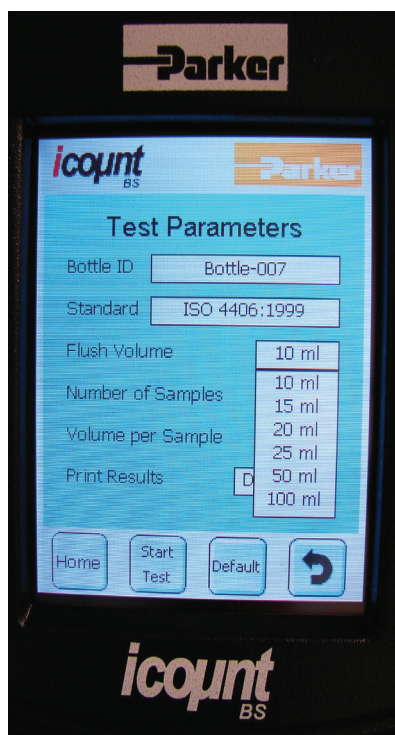 Parker
icount
BS
Parker
Test Parameters
Bottle ID Bottle-007
Standard ISO 4406:1999
Flush Volume 10 ml
10 ml
Number of Samples 15 ml
20 ml
Volume per Sample 25 ml
Print Results D 50 ml
100 ml
Home Start Test Default
icount
BS